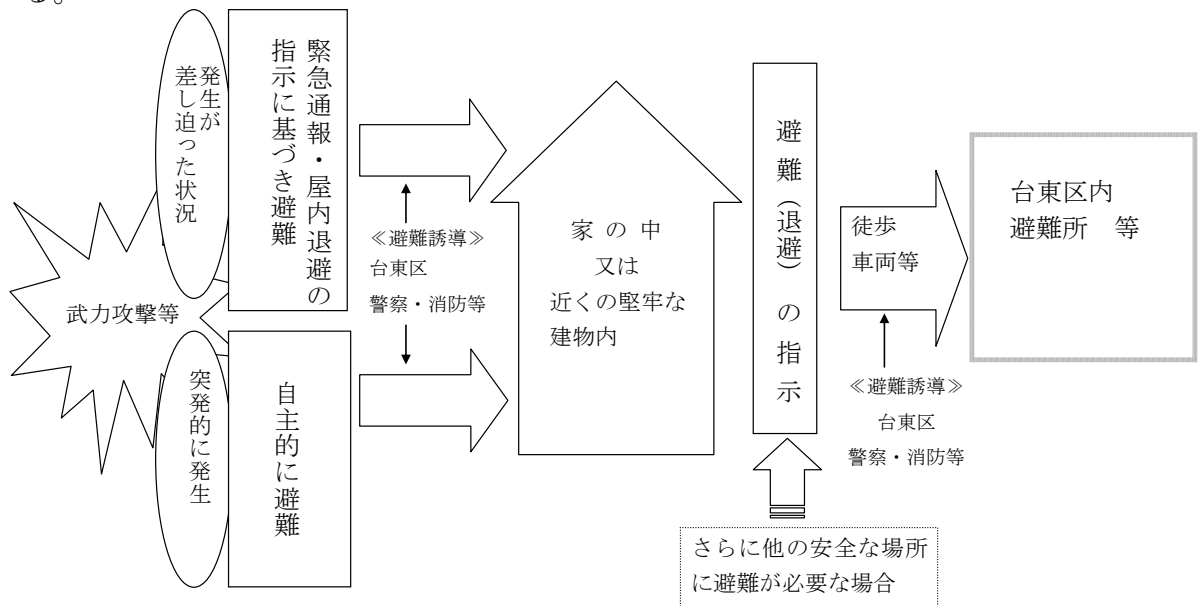 る。
武力攻撃等
発生が
差し迫った状況
緊急通報・屋内退避の
指示に基づき避難
突発的に発生
自主的に避難
≪避難誘導≫
台東区
警察・消防等
家の中
又は
近くの堅牢な
建物内
避難(退避)の指示
さらに他の安全な場所
に避難が必要な場合
徒歩
車両等
≪避難誘導≫
台東区
警察・消防等
台東区内
避難所 等